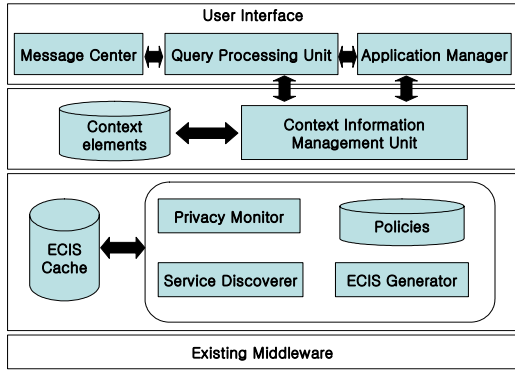 User Interface
Message Center
Query Processing Unit
Application Manager
Context
elements
Context Information
Management Unit
ECIS
Cache
Privacy Monitor
Policies
Service Discoverer
ECIS Generator
Existing Middleware